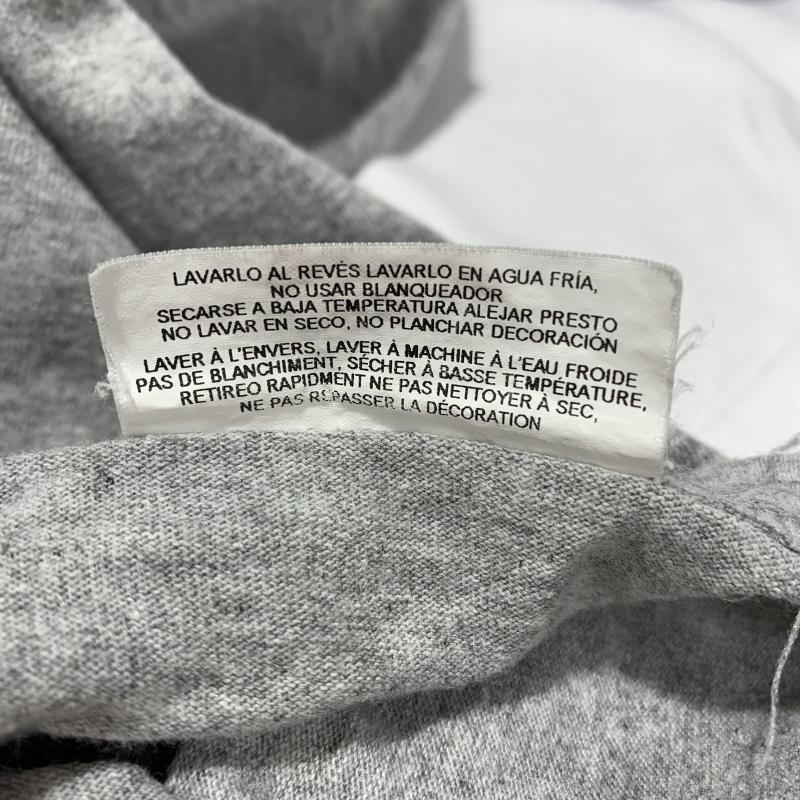 LAVARLO AL REVÉS LAVARLO EN AGUA FRÍA,
NO USAR BLANQUEADOR
SECARSE A BAJA TEMPERATURA ALEJAR PRESTO
NO LAVAR EN SECO, NO PLANCHAR DECORACIÓN
LAVER À L'ENVERS, LAVER À MACHINE À L'EAU FROIDE
PAS DE BLANCHIMENT, SÉCHER À BASSE TEMPÉRATURE,
RETIREO RAPIDMENT NE PAS NETTOYER À SEC,
NE PAS REPASSER LA DÉCORATION